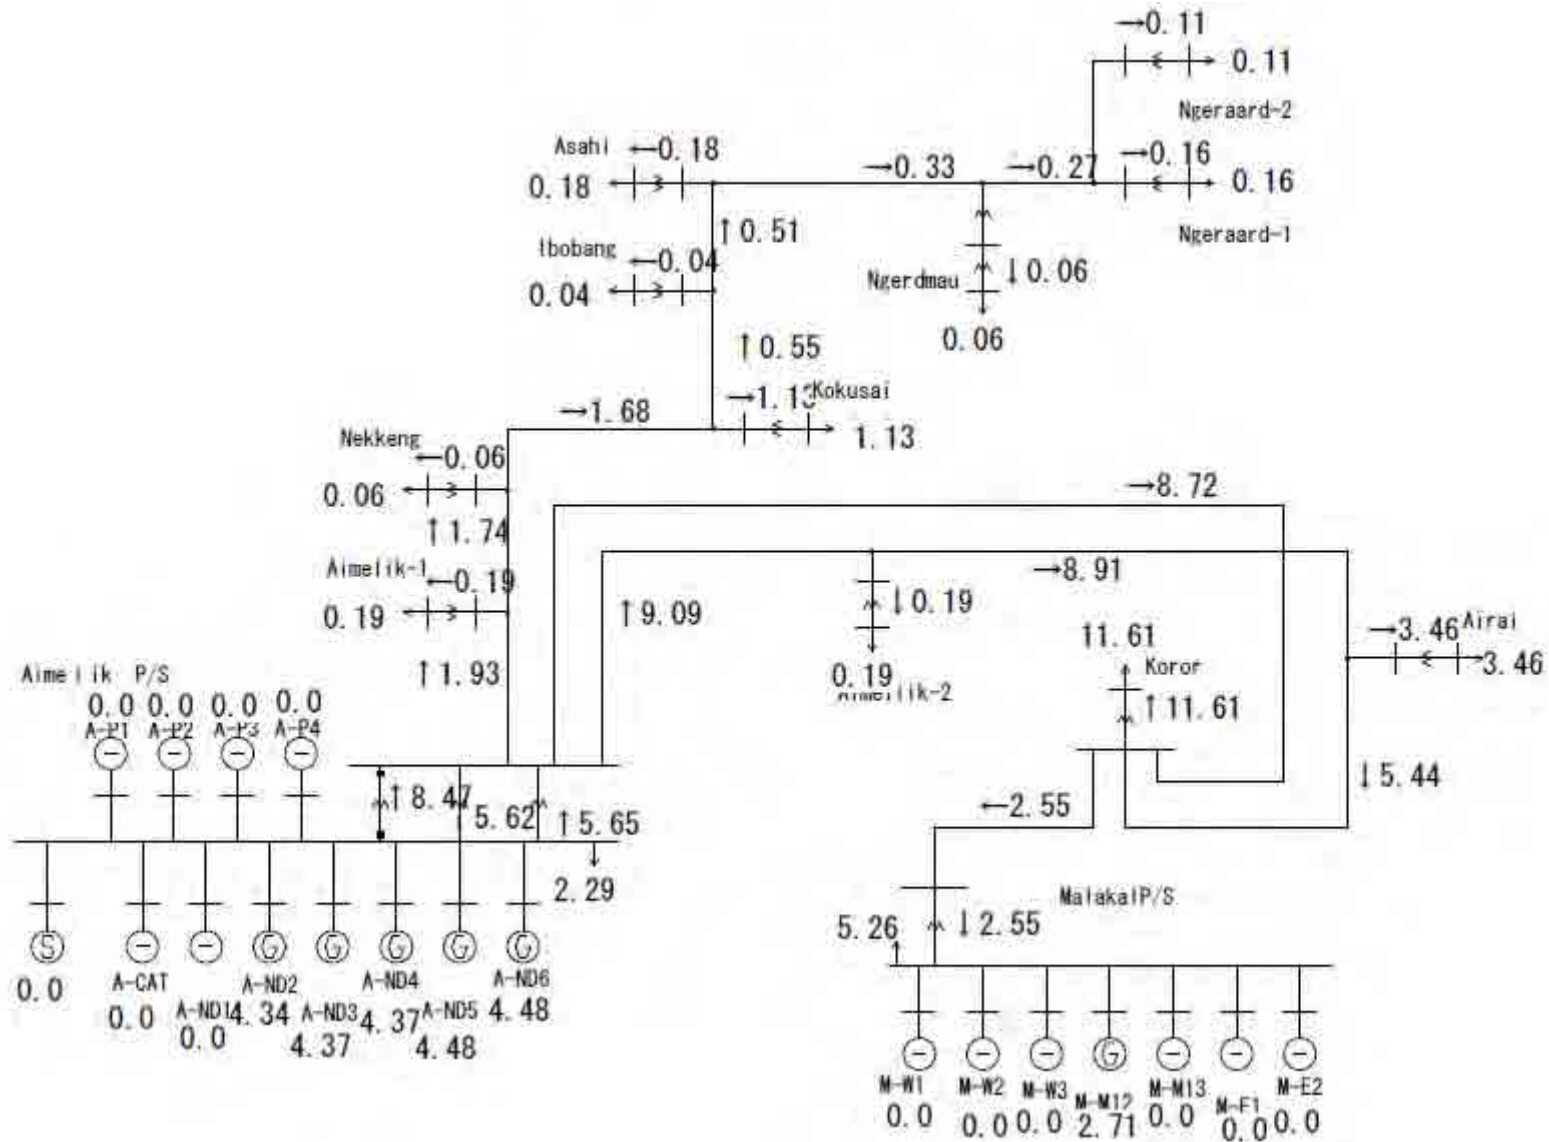 →0.11
0.11
Ngeraard-2
Asahi ←0.18
0.18
→0.33
→0.27
→0.16
0.16
Ngeraard-1
↑0.51
Ibobang
←0.04
0.04
Ngerdmau
↓0.06
0.06
↑0.55
→1.13
Kokusai
1.13
→1.68
Nekkeng
←0.06
0.06
↑1.74
→8.72
Aimelik-1
←0.19
0.19
→8.91
↓0.19
↑9.09
0.19
Aimelik-2
11.61
Koror
↑11.61
→3.46
Airai
3.46
↑1.93
Aimelik P/S
0.0 0.0 0.0 0.0
A-P1 A-P2 A-P3 A-P4
↑8.47
↑5.62
↑5.65
←2.55
↓5.44
2.29
Malakal P/S
5.26
↓2.55
S G G G G G
0.0
A-CAT
0.0
A-ND1
0.0
A-ND2
4.34
A-ND3
4.37
A-ND4
4.37
A-ND5
4.48
A-ND6
4.48
G
M-W1
0.0
M-W2
0.0
M-W3
0.0
M-M12
2.71
M-M13
0.0
0.0
M-E2
0.0